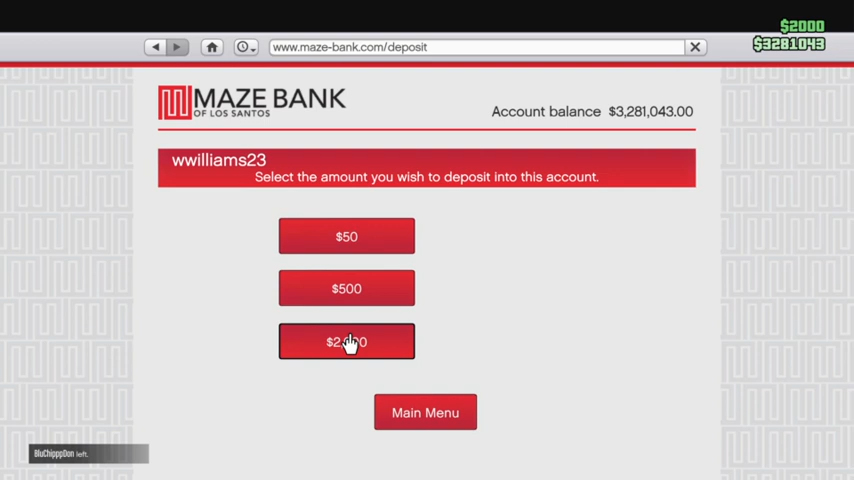 $2000
www.maze-bank.com/deposit
$3281043
MAZE BANK
OF LOS SANTOS
Account balance $3,281,043.00
wwilliams23
Select the amount you wish to deposit into this account.
$50
$500
Main Menu
BluChipppDon left.